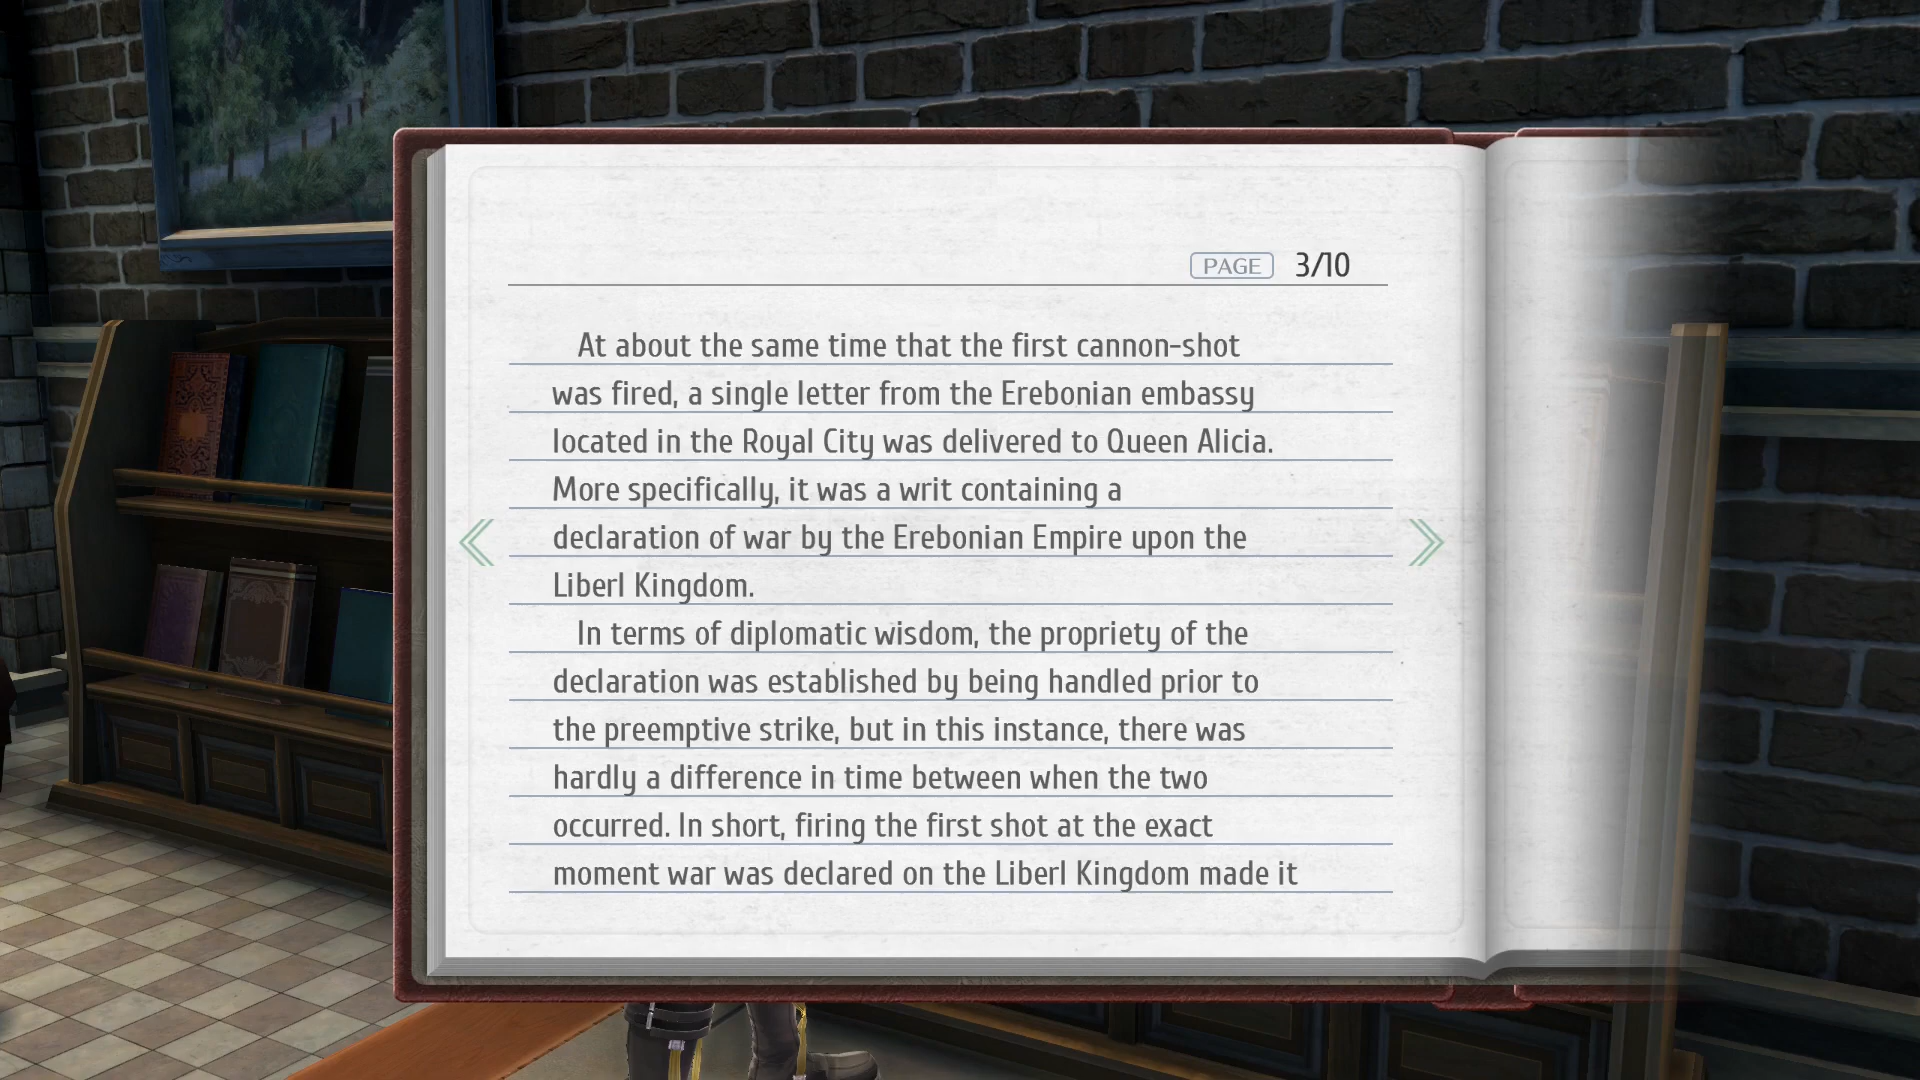 PAGE 3/10
At about the same time that the first cannon-shot
was fired, a single letter from the Erebonian embassy
located in the Royal City was delivered to Queen Alicia.
More specifically, it was a writ containing a
declaration of war by the Erebonian Empire upon the
Liberl Kingdom.
In terms of diplomatic wisdom, the propriety of the
declaration was established by being handled prior to
the preemptive strike, but in this instance, there was
hardly a difference in time between when the two
occurred. In short, firing the first shot at the exact
moment war was declared on the Liberl Kingdom made it